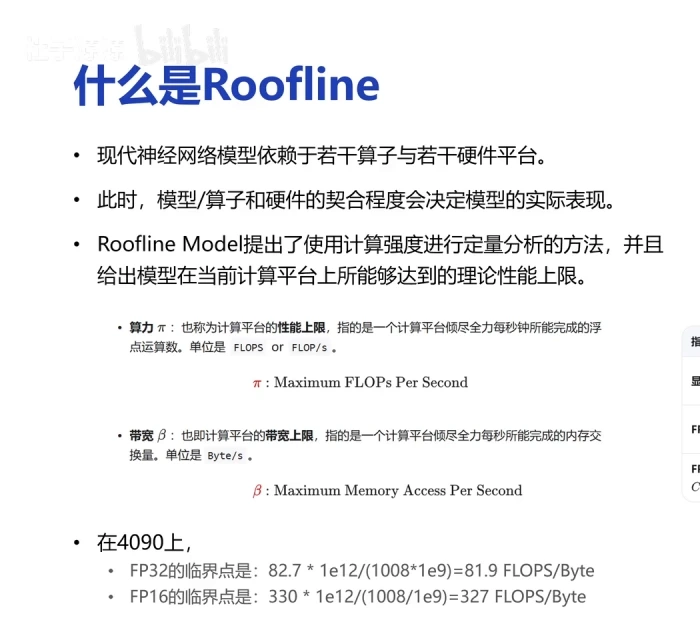 bilibili
什么是Roofline
• 现代神经网络模型依赖于若干算子与若干硬件平台。
• 此时，模型/算子和硬件的契合程度会决定模型的实际表现。
• Roofline Model提出了使用计算强度进行定量分析的方法，并且
给出模型在当前计算平台上所能够达到的理论性能上限。
• 算力 π ：也称为计算平台的性能上限，指的是一个计算平台倾尽全力每秒钟所能完成的浮
点运算数。单位是 FLOPS or FLOP/s 。
π : Maximum FLOPs Per Second
• 带宽 β ：也即计算平台的带宽上限，指的是一个计算平台倾尽全力每秒所能完成的内存交
换量。单位是 Byte/s 。
β : Maximum Memory Access Per Second
• 在4090上，
• FP32的临界点是：82.7 * 1e12/(1008*1e9)=81.9 FLOPS/Byte
• FP16的临界点是：330 * 1e12/(1008/1e9)=327 FLOPS/Byte